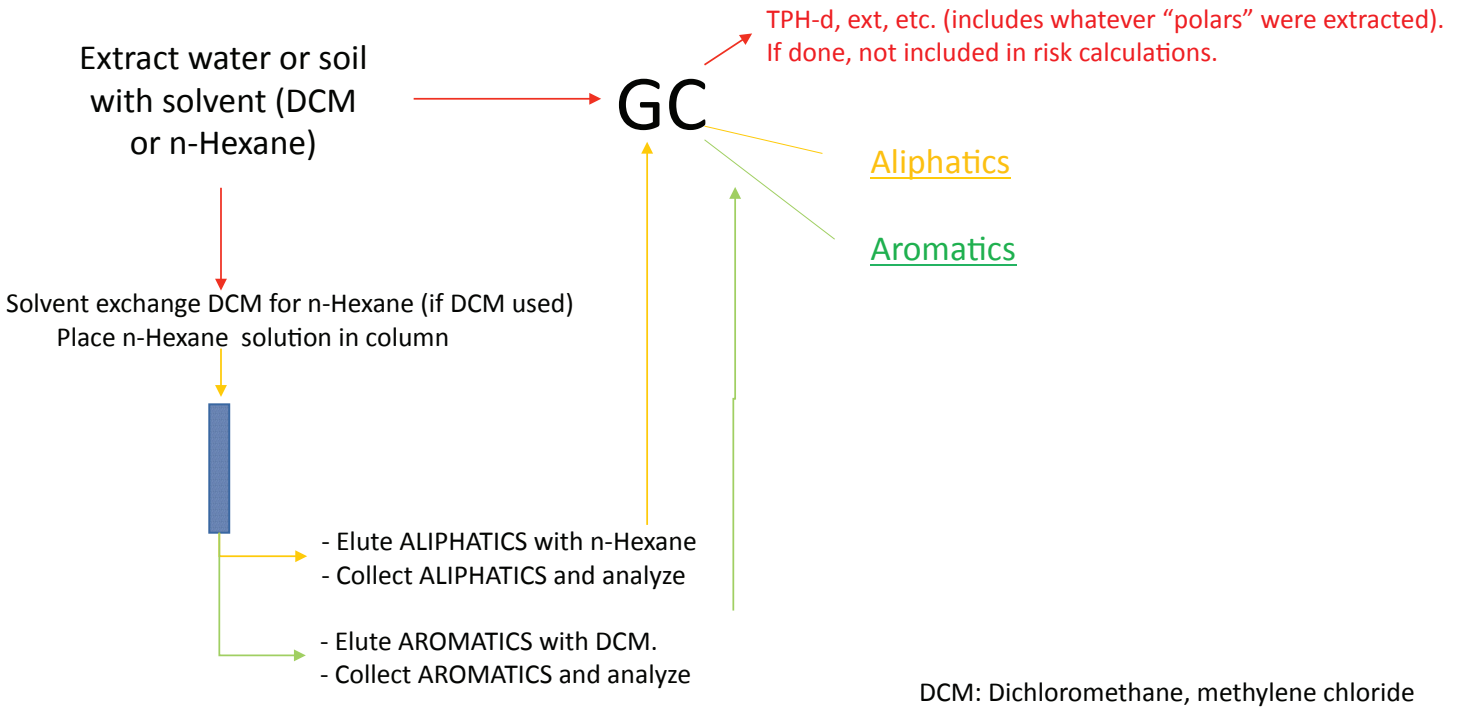 TPH-d, ext, etc. (includes whatever “polars” were extracted).
If done, not included in risk calculations.
Extract water or soil
with solvent (DCM
or n-Hexane)
GC
Aliphatics
Aromatics
Solvent exchange DCM for n-Hexane (if DCM used)
Place n-Hexane solution in column
- Elute ALIPHATICS with n-Hexane
- Collect ALIPHATICS and analyze
- Elute AROMATICS with DCM.
- Collect AROMATICS and analyze
DCM: Dichloromethane, methylene chloride